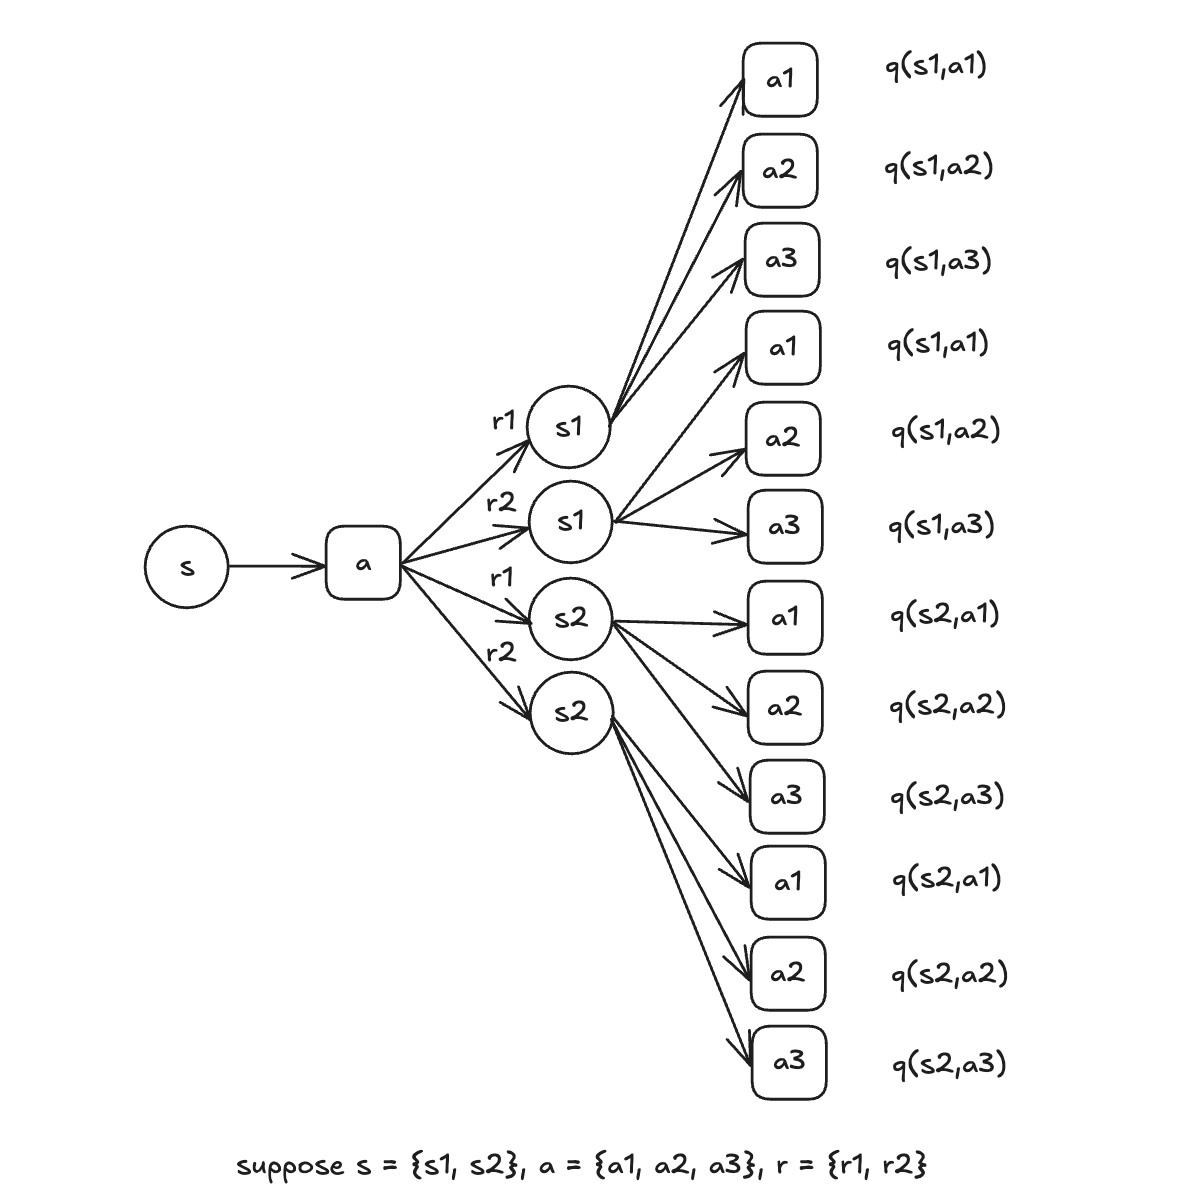 a1 q(s1,a1)
a2 q(s1,a2)
a3 q(s1,a3)
a1 q(s1,a1)
r1 s1 a2 q(s1,a2)
r2 s1 a3 q(s1,a3)
s a r1 s2 a1 q(s2,a1)
r2 s2 a2 q(s2,a2)
a3 q(s2,a3)
a1 q(s2,a1)
a2 q(s2,a2)
a3 q(s2,a3)
suppose s = {s1, s2}, a = {a1, a2, a3}, r = {r1, r2}